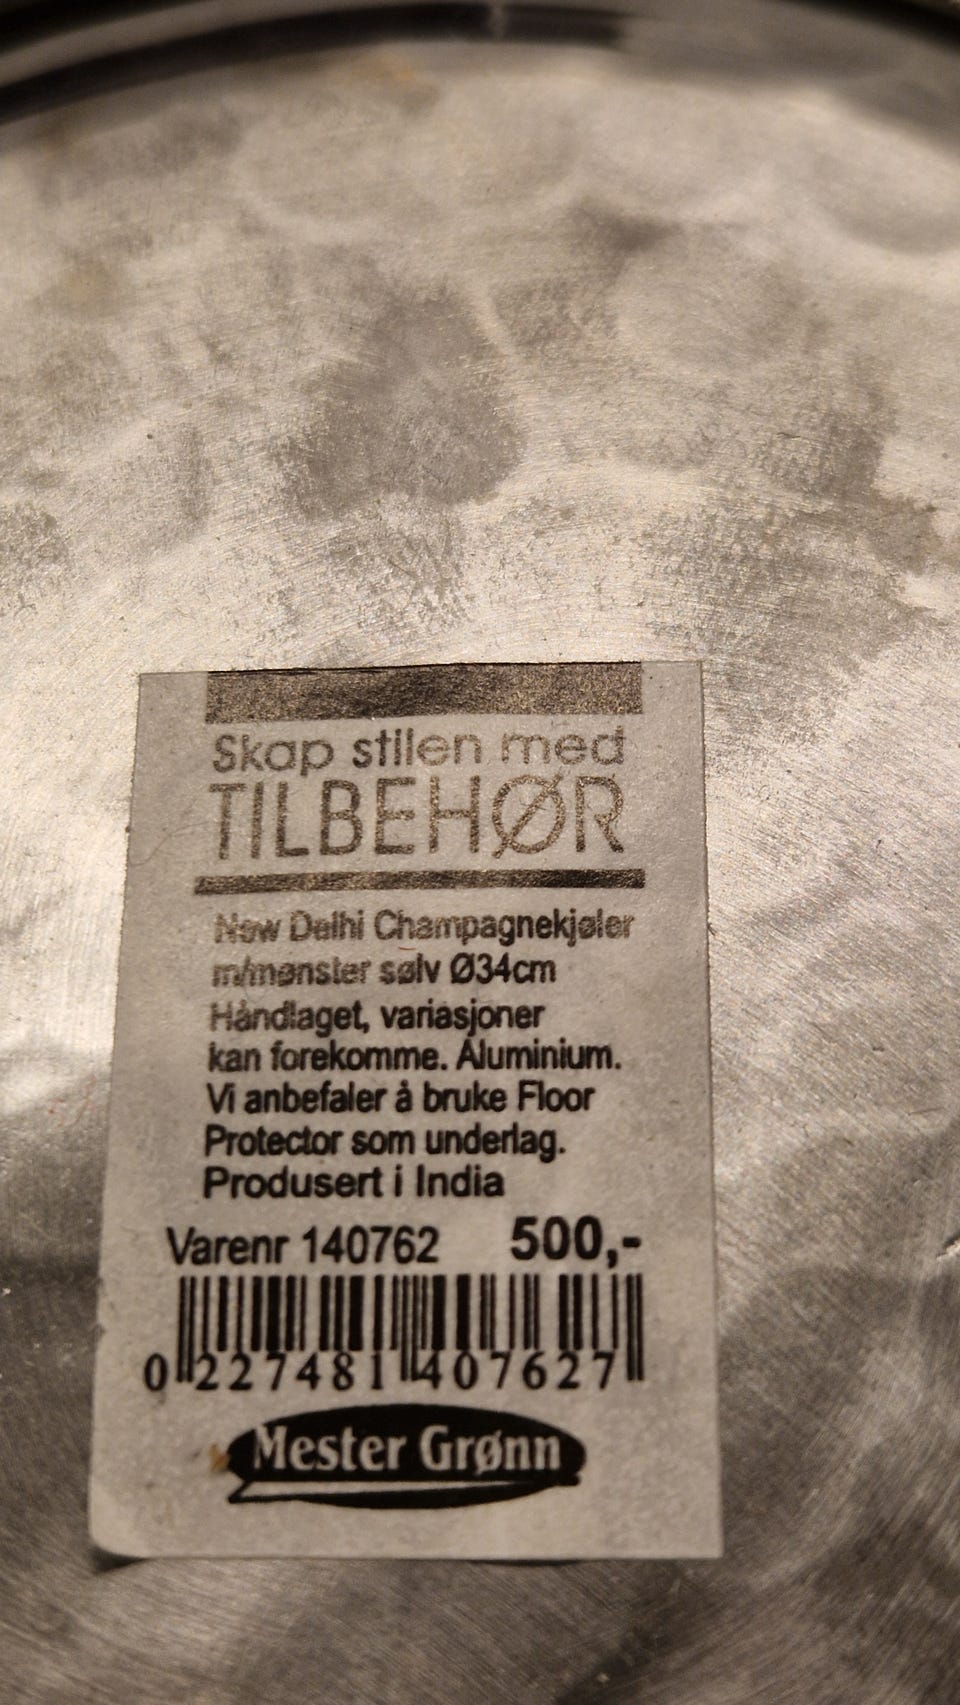 Skap stilen med
TILBEHØR
New Delhi Champagnekjøler
m/mønster sølv Ø34cm
Håndlaget, variasjoner
kan forekomme. Aluminium.
Vi anbefaler å bruke Floor
Protector som underlag.
Produsert i India
Varenr 140762 500,-
0 227481 407627
Mester Grønn